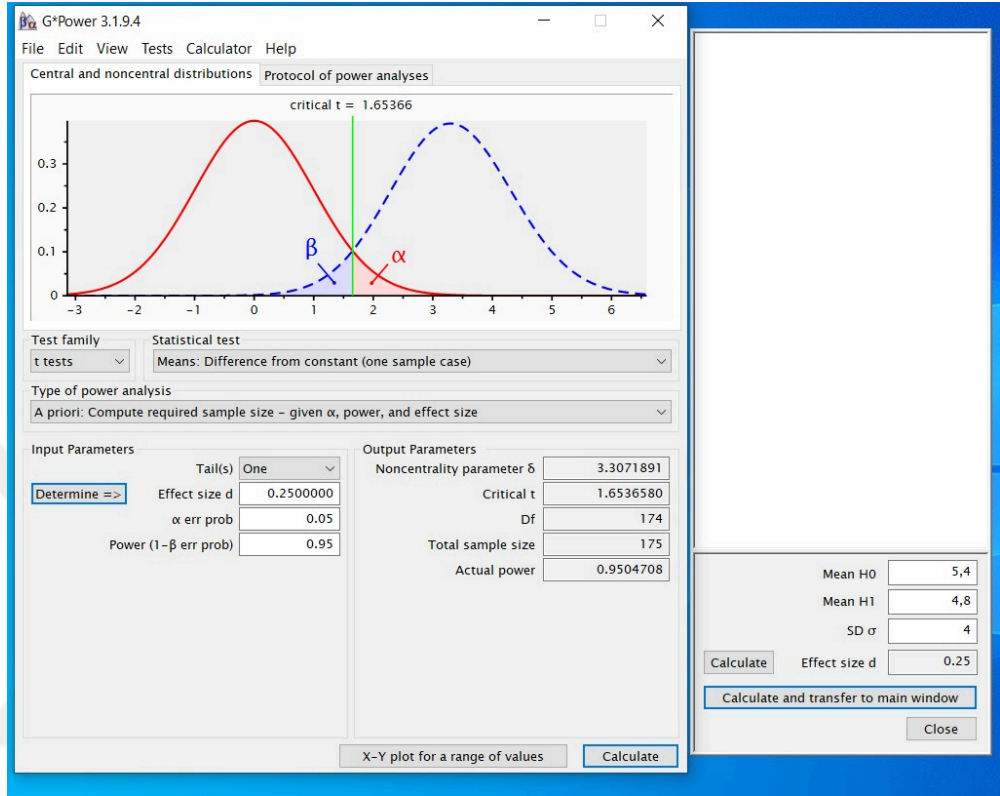 G*Power 3.1.9.4
File Edit View Tests Calculator Help
Central and noncentral distributions Protocol of power analyses
critical t = 1.65366
0.3
0.2
0.1
0
β
α
-3 -2 -1 0 1 2 3 4 5 6
Test family Statistical test
t tests Means: Difference from constant (one sample case)
Type of power analysis
A priori: Compute required sample size – given α, power, and effect size
Input Parameters
Tail(s) One
Determine => Effect size d 0.2500000
α err prob 0.05
Power (1-β err prob) 0.95
Output Parameters
Noncentrality parameter δ 3.3071891
Critical t 1.6536580
Df 174
Total sample size 175
Actual power 0.9504708
X-Y plot for a range of values Calculate
Mean H0 5,4
Mean H1 4,8
SD σ 4
Calculate Effect size d 0.25
Calculate and transfer to main window
Close